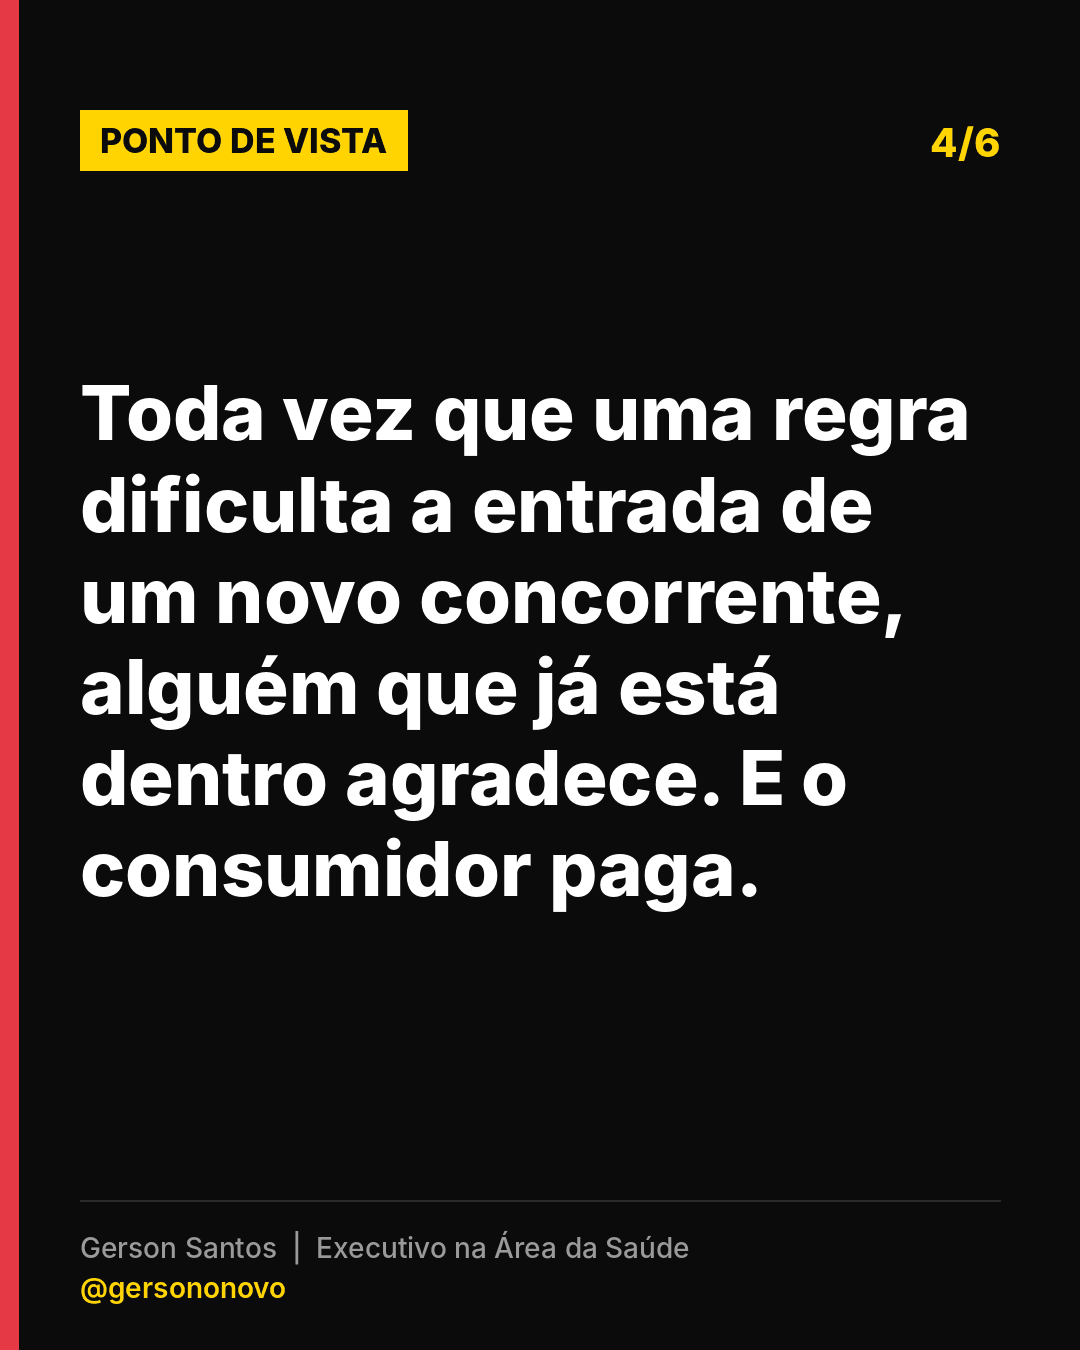 PONTO DE VISTA
4/6
Toda vez que uma regra
dificulta a entrada de
um novo concorrente,
alguém que já está
dentro agradece. E o
consumidor paga.
Gerson Santos | Executivo na Área da Saúde
@gersononovo